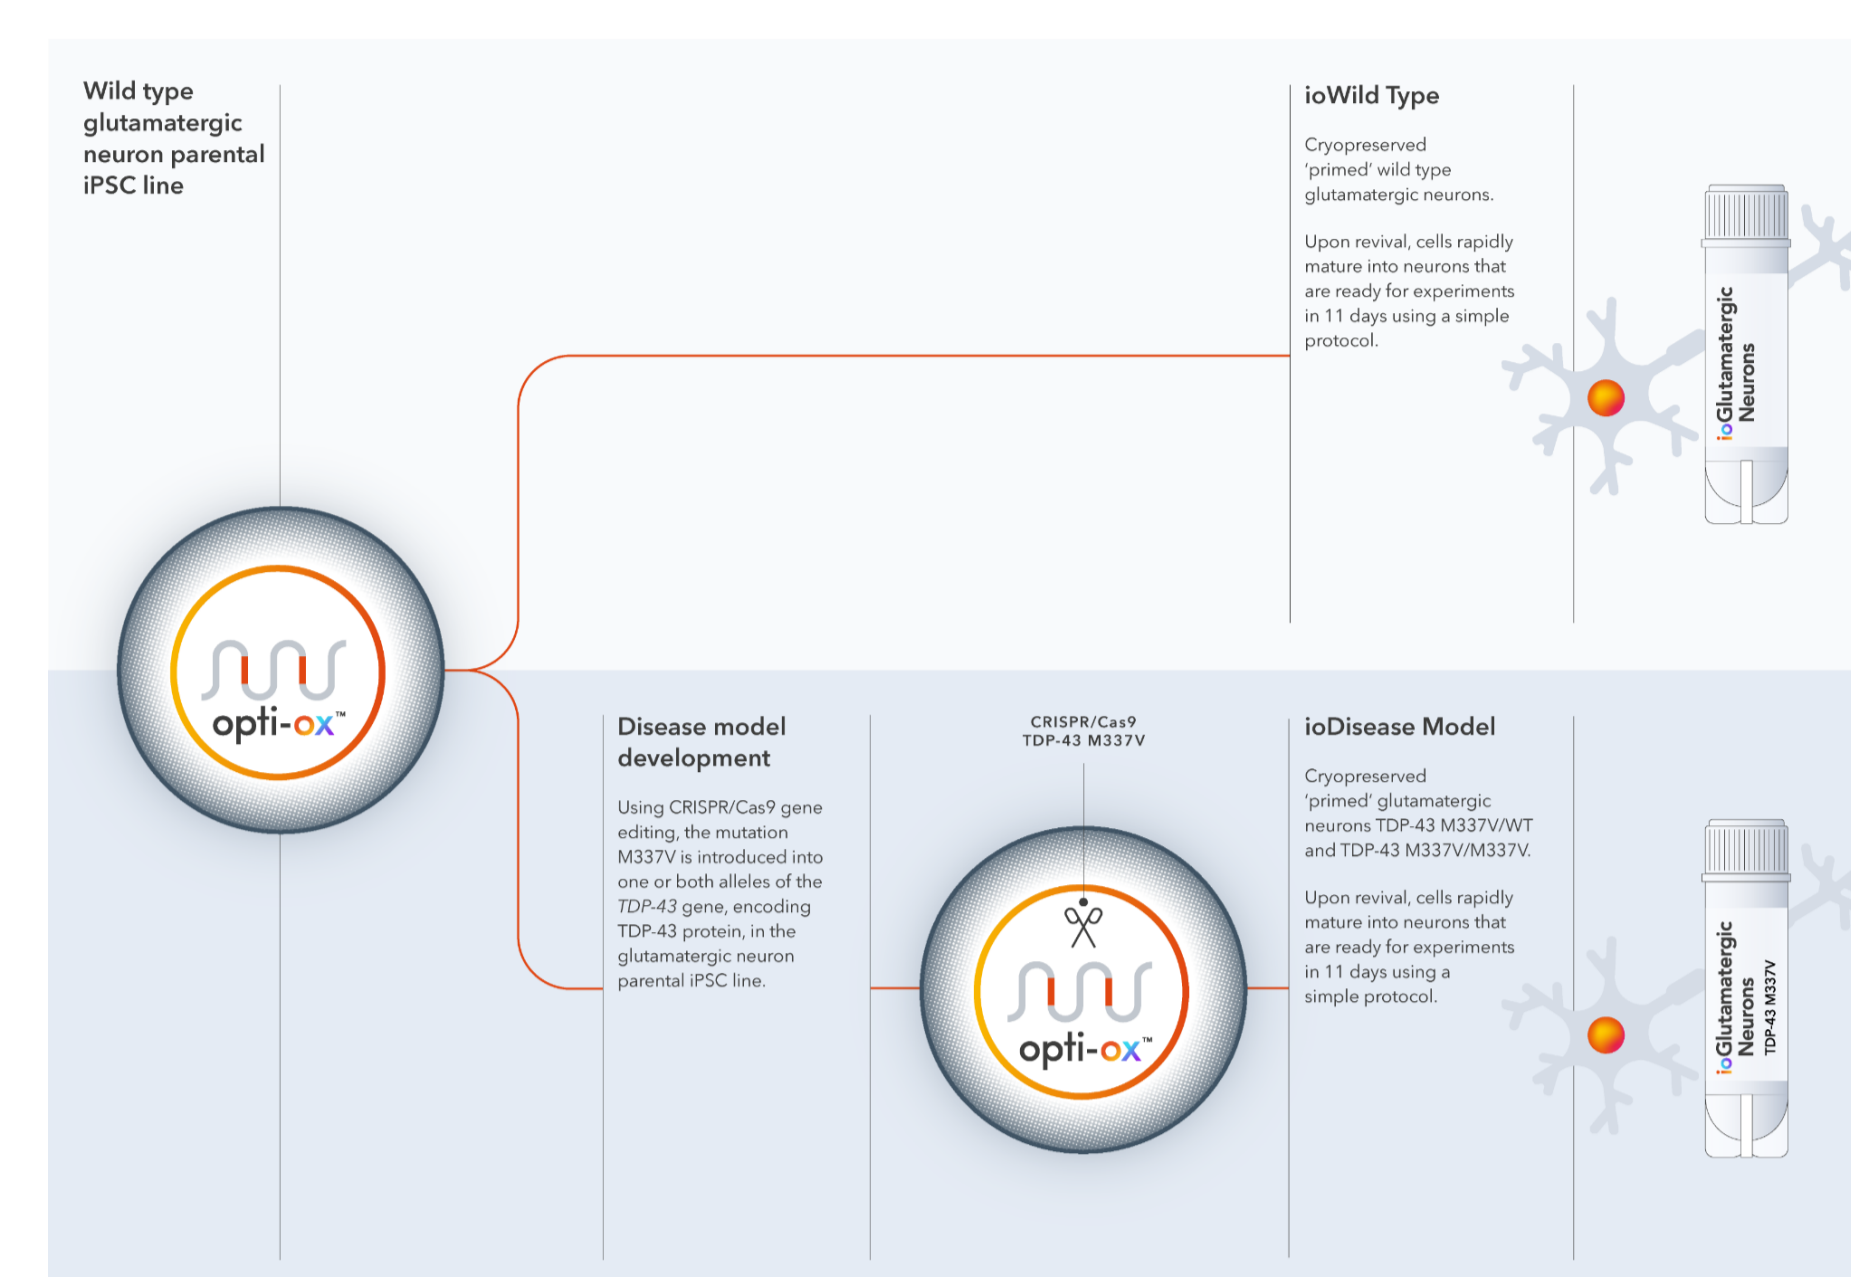 Wild type
glutamatergic
neuron parental
iPSC line
ioWild Type
Cryopreserved
‘primed’ wild type
glutamatergic neurons.
Upon revival, cells rapidly
mature into neurons that
are ready for experiments
in 11 days using a simple
protocol.
ioGlutamatergic
Neurons
opti-ox™
Disease model
development
Using CRISPR/Cas9 gene
editing, the mutation
M337V is introduced into
one or both alleles of the
TDP-43 gene, encoding
TDP-43 protein, in the
glutamatergic neuron
parental iPSC line.
CRISPR/Cas9
TDP-43 M337V
opti-ox™
ioDisease Model
Cryopreserved
‘primed’ glutamatergic
neurons TDP-43 M337V/WT
and TDP-43 M337V/M337V.
Upon revival, cells rapidly
mature into neurons that
are ready for experiments
in 11 days using a
simple protocol.
ioGlutamatergic
Neurons
TDP-43 M337V